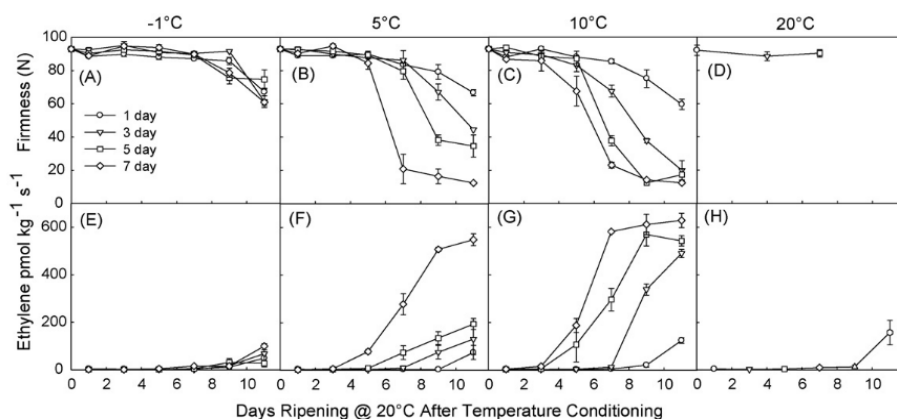 -1°C 5°C 10°C 20°C
Firmness (N)
100
80
60
40
20
0
(A) (B) (C) (D)
1 day
3 day
5 day
7 day
Ethylene pmol kg⁻¹ s⁻¹
600
400
200
0
(E) (F) (G) (H)
0 2 4 6 8 10 0 2 4 6 8 10 0 2 4 6 8 10 0 2 4 6 8 10
Days Ripening @ 20°C After Temperature Conditioning